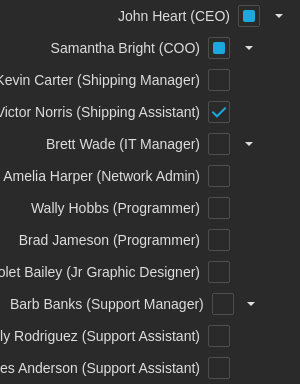 John Heart (CEO)
Samantha Bright (COO)
Kevin Carter (Shipping Manager)
Victor Norris (Shipping Assistant)
Brett Wade (IT Manager)
Amelia Harper (Network Admin)
Wally Hobbs (Programmer)
Brad Jameson (Programmer)
Bailey (Jr Graphic Designer)
Barb Banks (Support Manager)
Rodriguez (Support Assistant)
Anderson (Support Assistant)